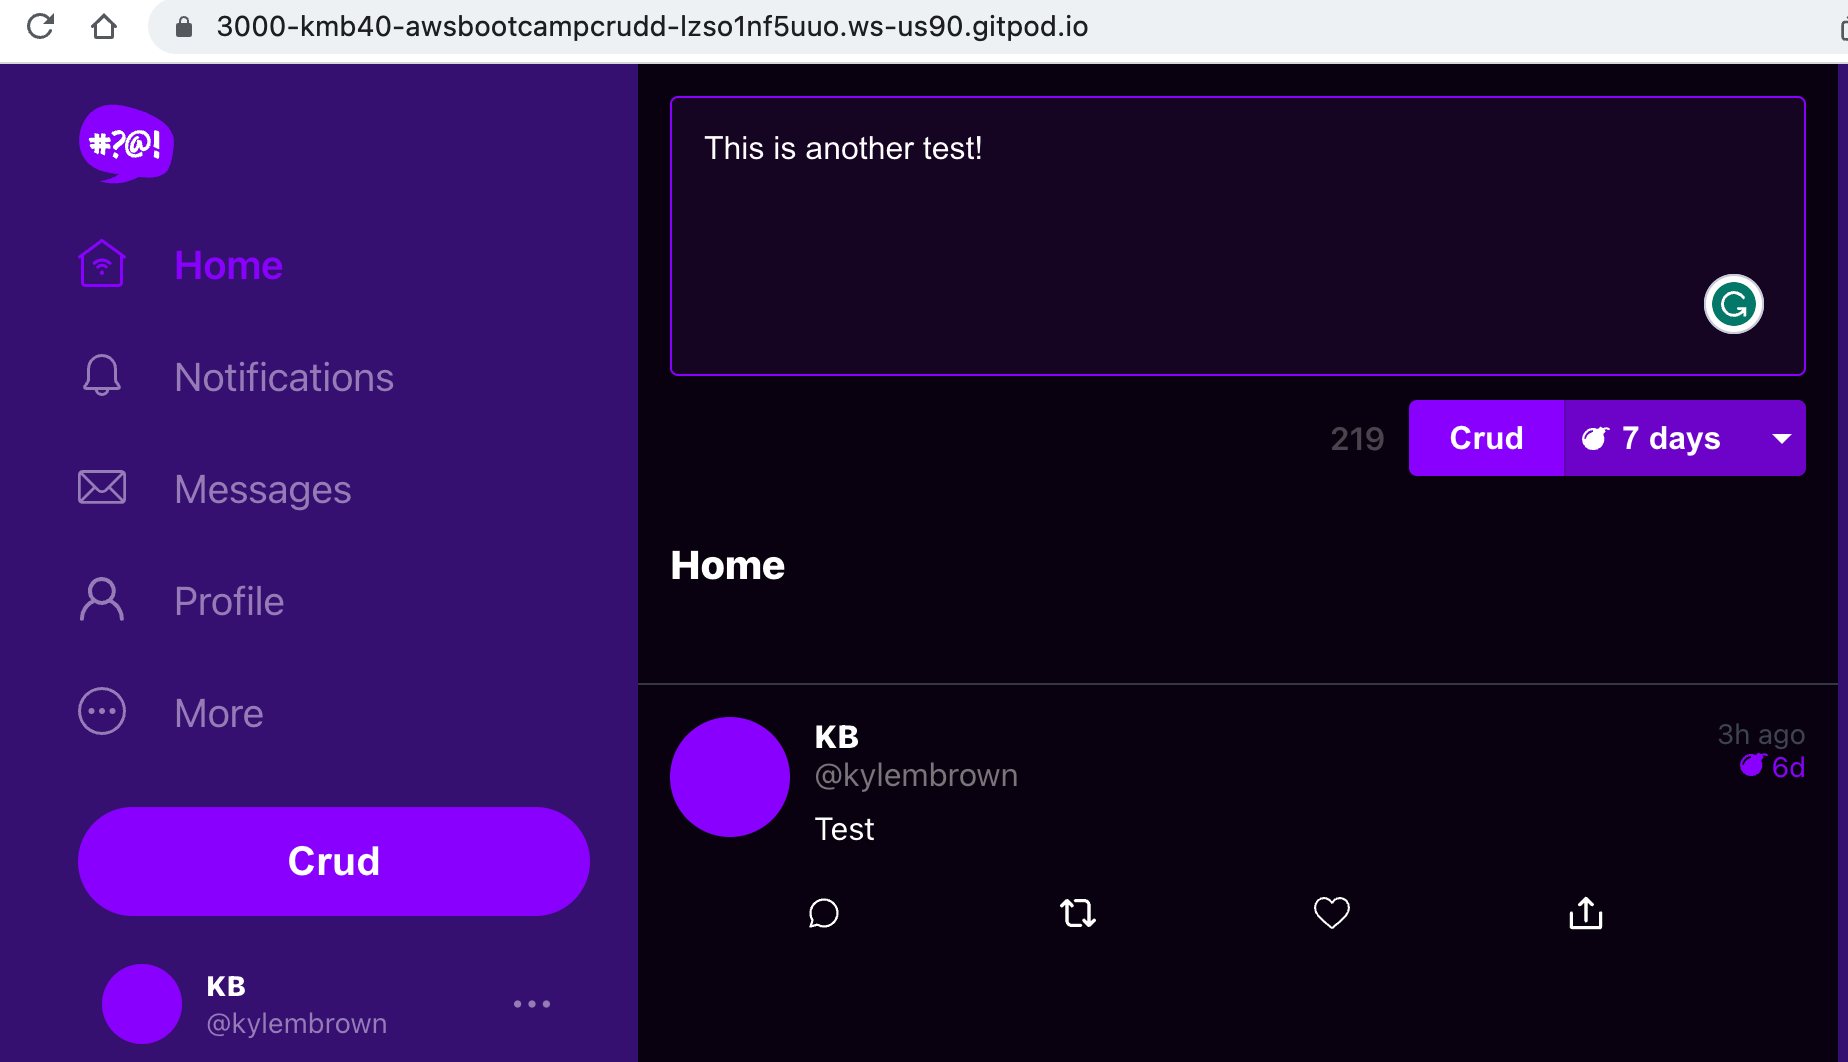 3000-kmb40-awsbootcampcrudd-lzso1nf5uuo.ws-us90.gitpod.io
#?@!
Home
Notifications
Messages
Profile
More
Crud
KB
@kylembrown
This is another test!
219
Crud
7 days
Home
KB
3h ago
@kylembrown
6d
Test